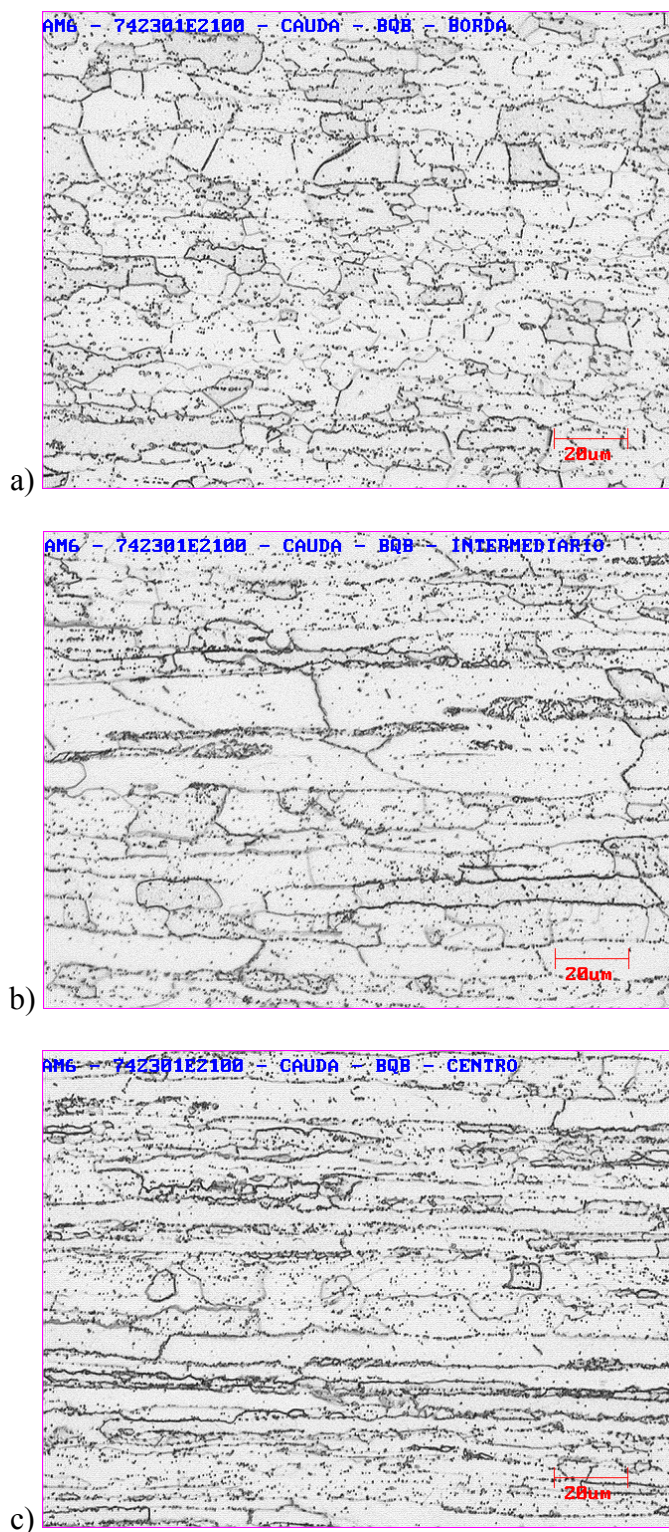 AM6 - 742301E2100 - CAUDA - BQB - BORDA
20um
a)
AM6 - 742301E2100 - CAUDA - BQB - INTERMEDIARIO
20um
b)
AM6 - 742301E2100 - CAUDA - BQB - CENTRO
20um
c)